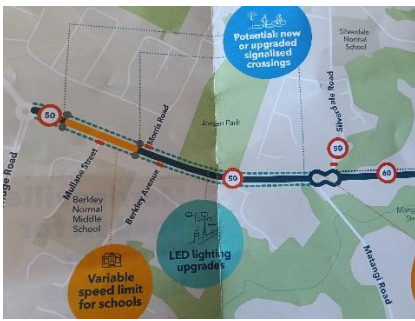 Potential: new
or upgraded
signalised
crossings
Silverdale
Normal
School
Silverdale Road
50
Morris Road
Jansen Park
50
50
60
Mullane Street
Berkley Avenue
Berkley
Normal
Middle
School
LED lighting
upgrades
Matangi Road
Variable
speed limit
for schools